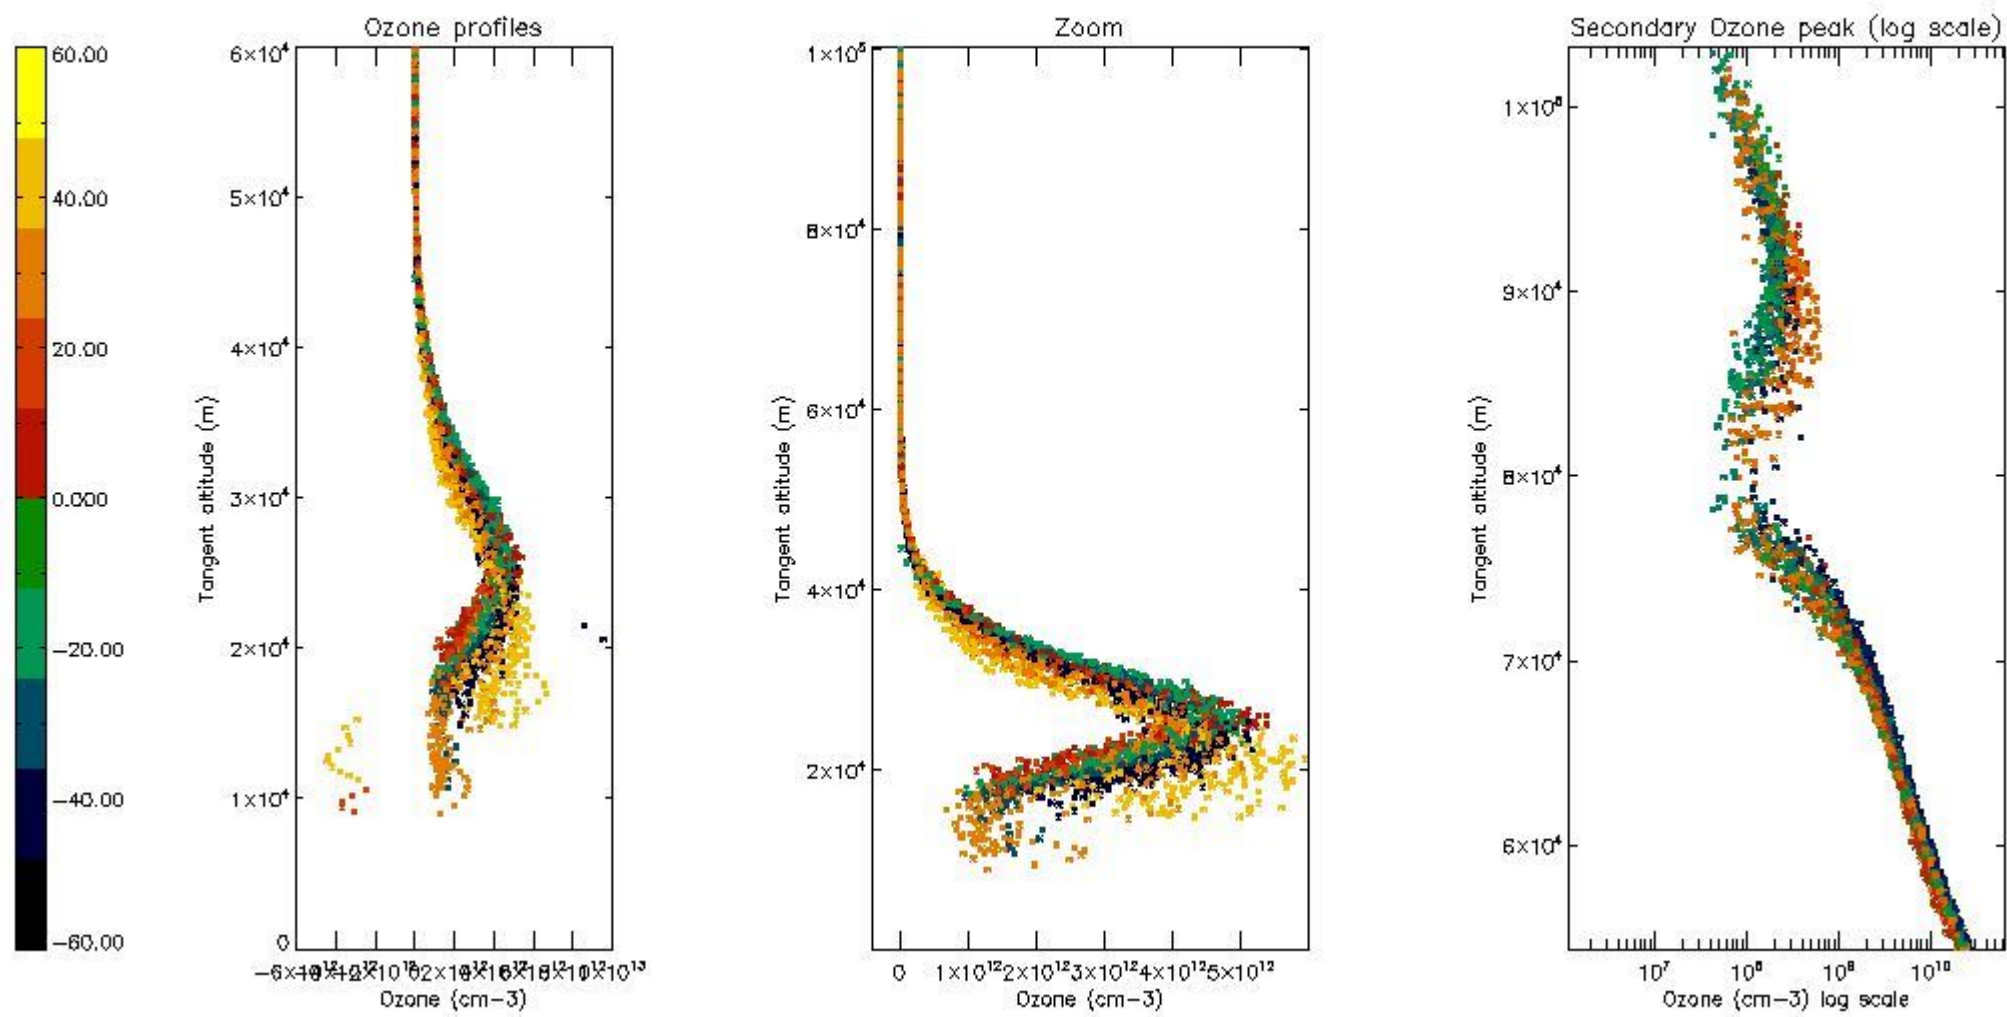 Ozone profiles
Zoom
Secondary Ozone peak (log scale)
60.00
40.00
20.00
-20.00
-40.00
-60.00
6×10⁴
5×10⁴
4×10⁴
3×10⁴
2×10⁴
1×10⁴
0
Tangent altitude (m)
Ozone (cm-3)
1×10⁵
8×10⁴
6×10⁴
4×10⁴
2×10⁴
Tangent altitude (m)
0 1×10¹² 2×10¹² 3×10¹² 4×10¹² 5×10¹²
Ozone (cm-3)
9×10⁴
8×10⁴
7×10⁴
6×10⁴
Tangent altitude (m)
10⁷ 10⁸ 10⁹ 10¹⁰
Ozone (cm-3) log scale